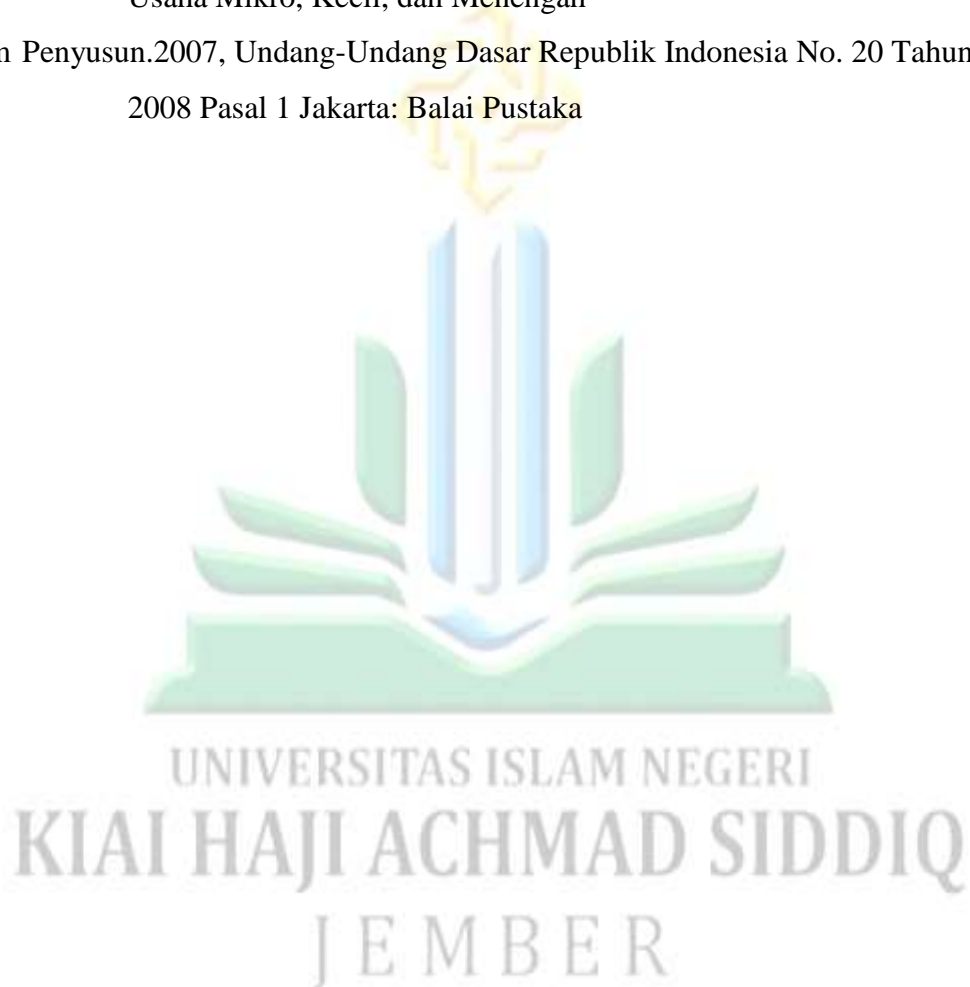 Usaha Mikro, Kecil, dan Menengah
Penyusun.2007, Undang-Undang Dasar Republik Indonesia No. 20 Tahun
2008 Pasal 1 Jakarta: Balai Pustaka
UNIVERSITAS ISLAM NEGERI
KIAI HAJI ACHMAD SIDDIQ
JEMBER